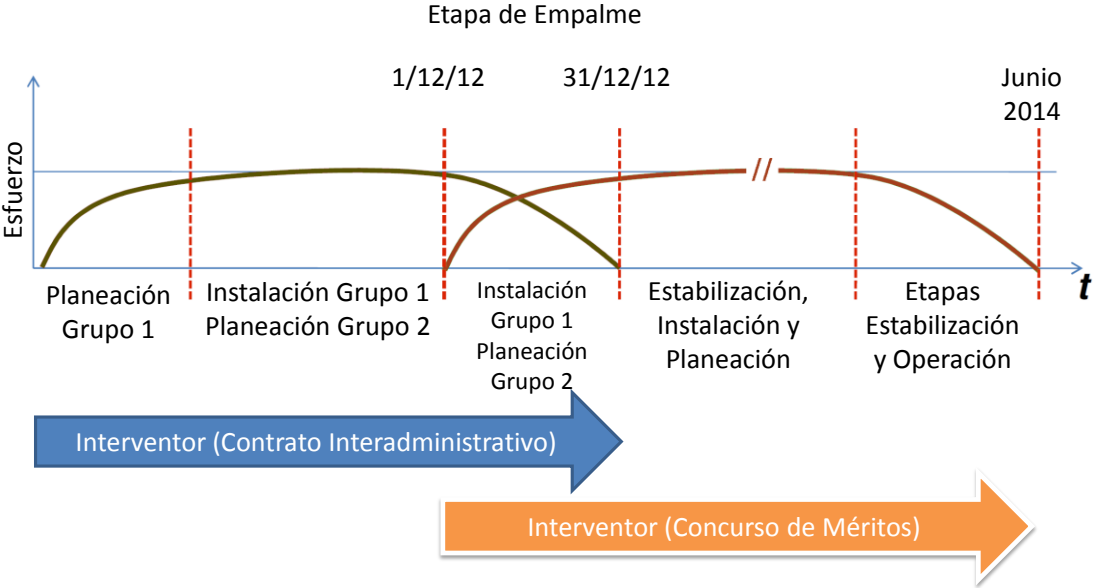 Etapa de Empalme
1/12/12
31/12/12
Junio
2014
Esfuerzo
//
t
Planeación
Grupo 1
Instalación Grupo 1
Planeación Grupo 2
Instalación
Grupo 1
Planeación
Grupo 2
Estabilización,
Instalación y
Planeación
Etapas
Estabilización
y Operación
Interventor (Contrato Interadministrativo)
Interventor (Concurso de Méritos)